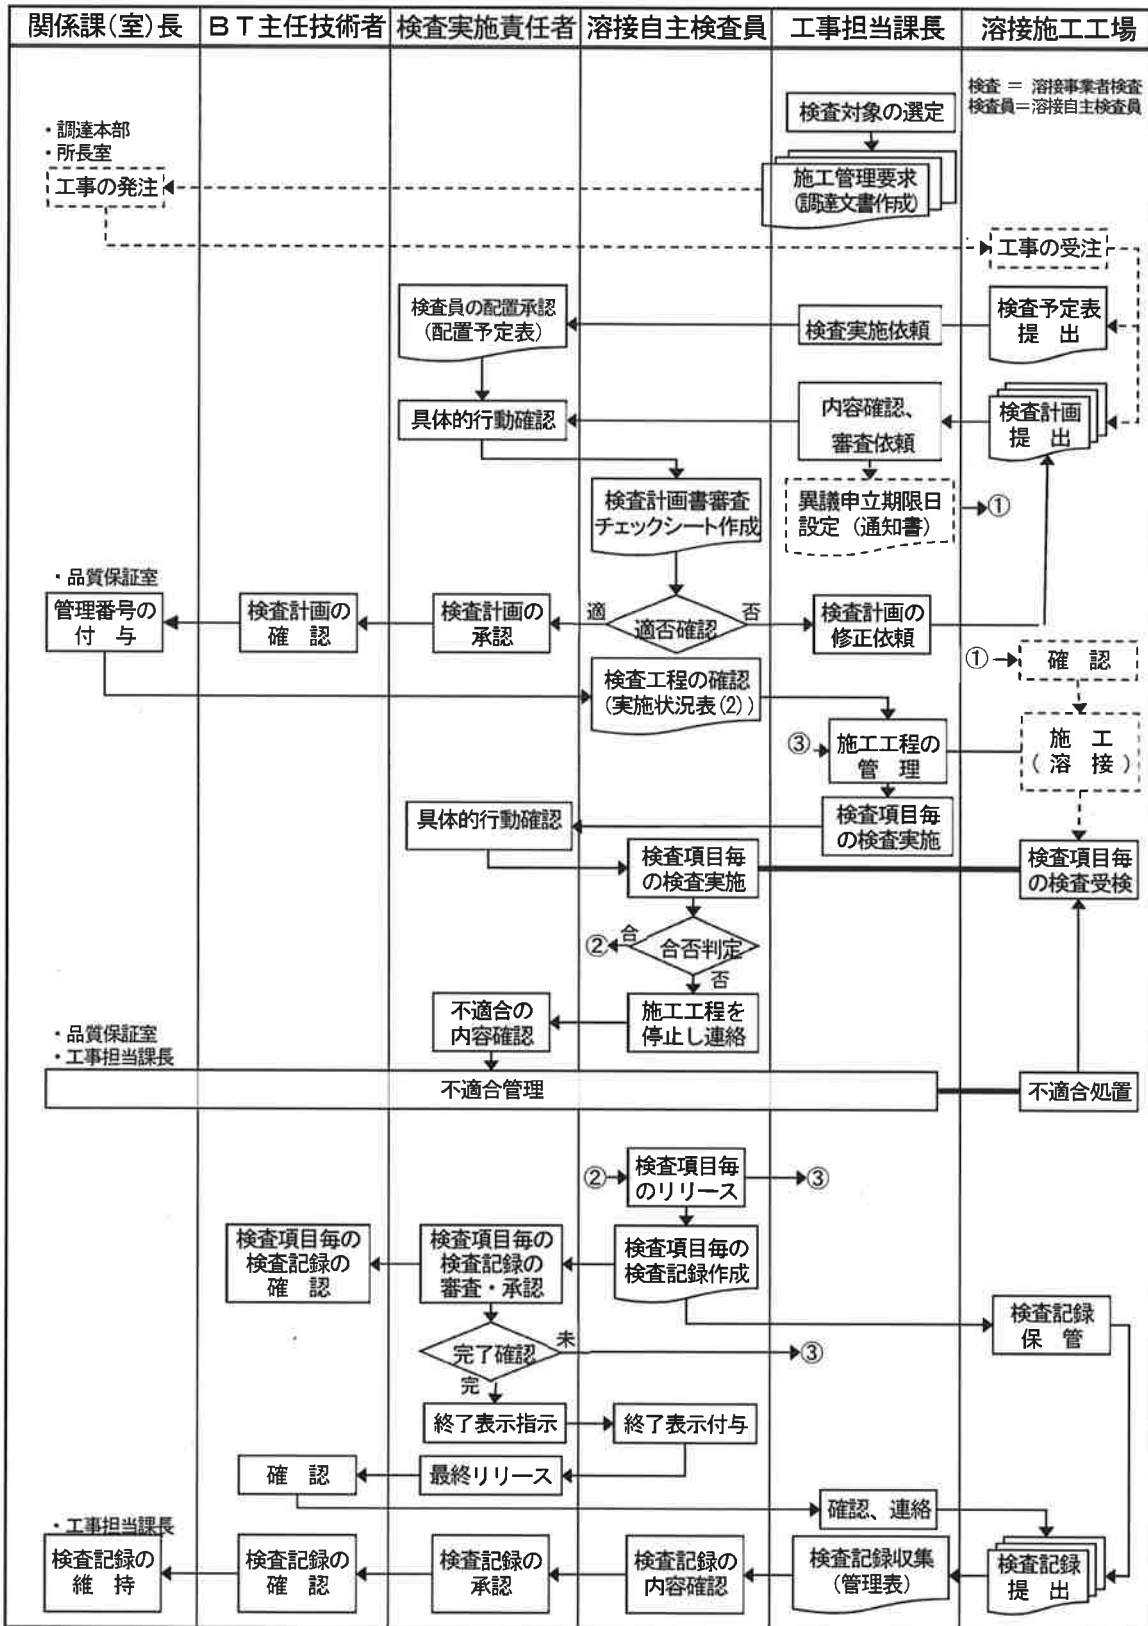 関係課(室)長
BT主任技術者
検査実施責任者
溶接自主検査員
工事担当課長
溶接施工工場
検査 = 溶接事業者検査
検査員=溶接自主検査員
検査対象の選定
・調達本部
・所長室
工事の発注
施工管理要求
(調達文書作成)
工事の受注
検査員の配置承認
(配置予定表)
検査実施依頼
検査予定表
提 出
具体的行動確認
内容確認、
審査依頼
検査計画
提 出
検査計画書審査
チェックシート作成
異議申立期限日
設定(通知書)
①
・品質保証室
管理番号の
付 与
検査計画の
確 認
検査計画の
承認
適
適否確認
否
検査計画の
修正依頼
①
確 認
検査工程の確認
(実施状況表(2))
③
施工工程の
管 理
施 工
( 溶 接 )
具体的行動確認
検査項目毎
の検査実施
検査項目毎
の検査実施
検査項目毎
の検査受検
②
合
合否判定
否
不適合の
内容確認
施工工程を
停止し連絡
・品質保証室
・工事担当課長
不適合管理
不適合処置
②
検査項目毎
のリリース
③
検査項目毎の
検査記録の
確 認
検査項目毎の
検査記録の
審査・承認
検査項目毎の
検査記録作成
検査記録
保 管
完了確認
未
③
完
終了表示指示
終了表示付与
確 認
最終リリース
確認、連絡
・工事担当課長
検査記録の
維 持
検査記録の
確 認
検査記録の
承認
検査記録の
内容確認
検査記録収集
(管理表)
検査記録
提 出